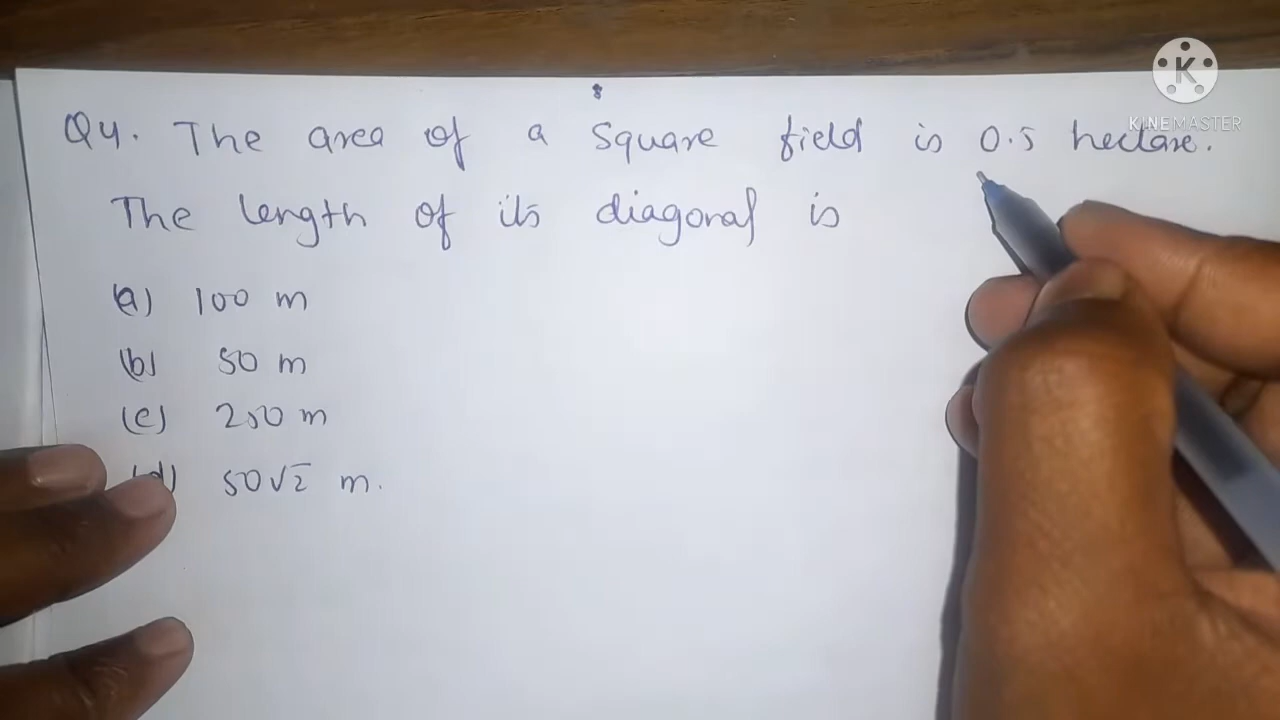 Q4. The area of a square field is 0.5 hectare.
The length of its diagonal is
(a) 100 m
(b) 50 m
(c) 250 m
(d) 50√2 m.
K
KINEMASTER